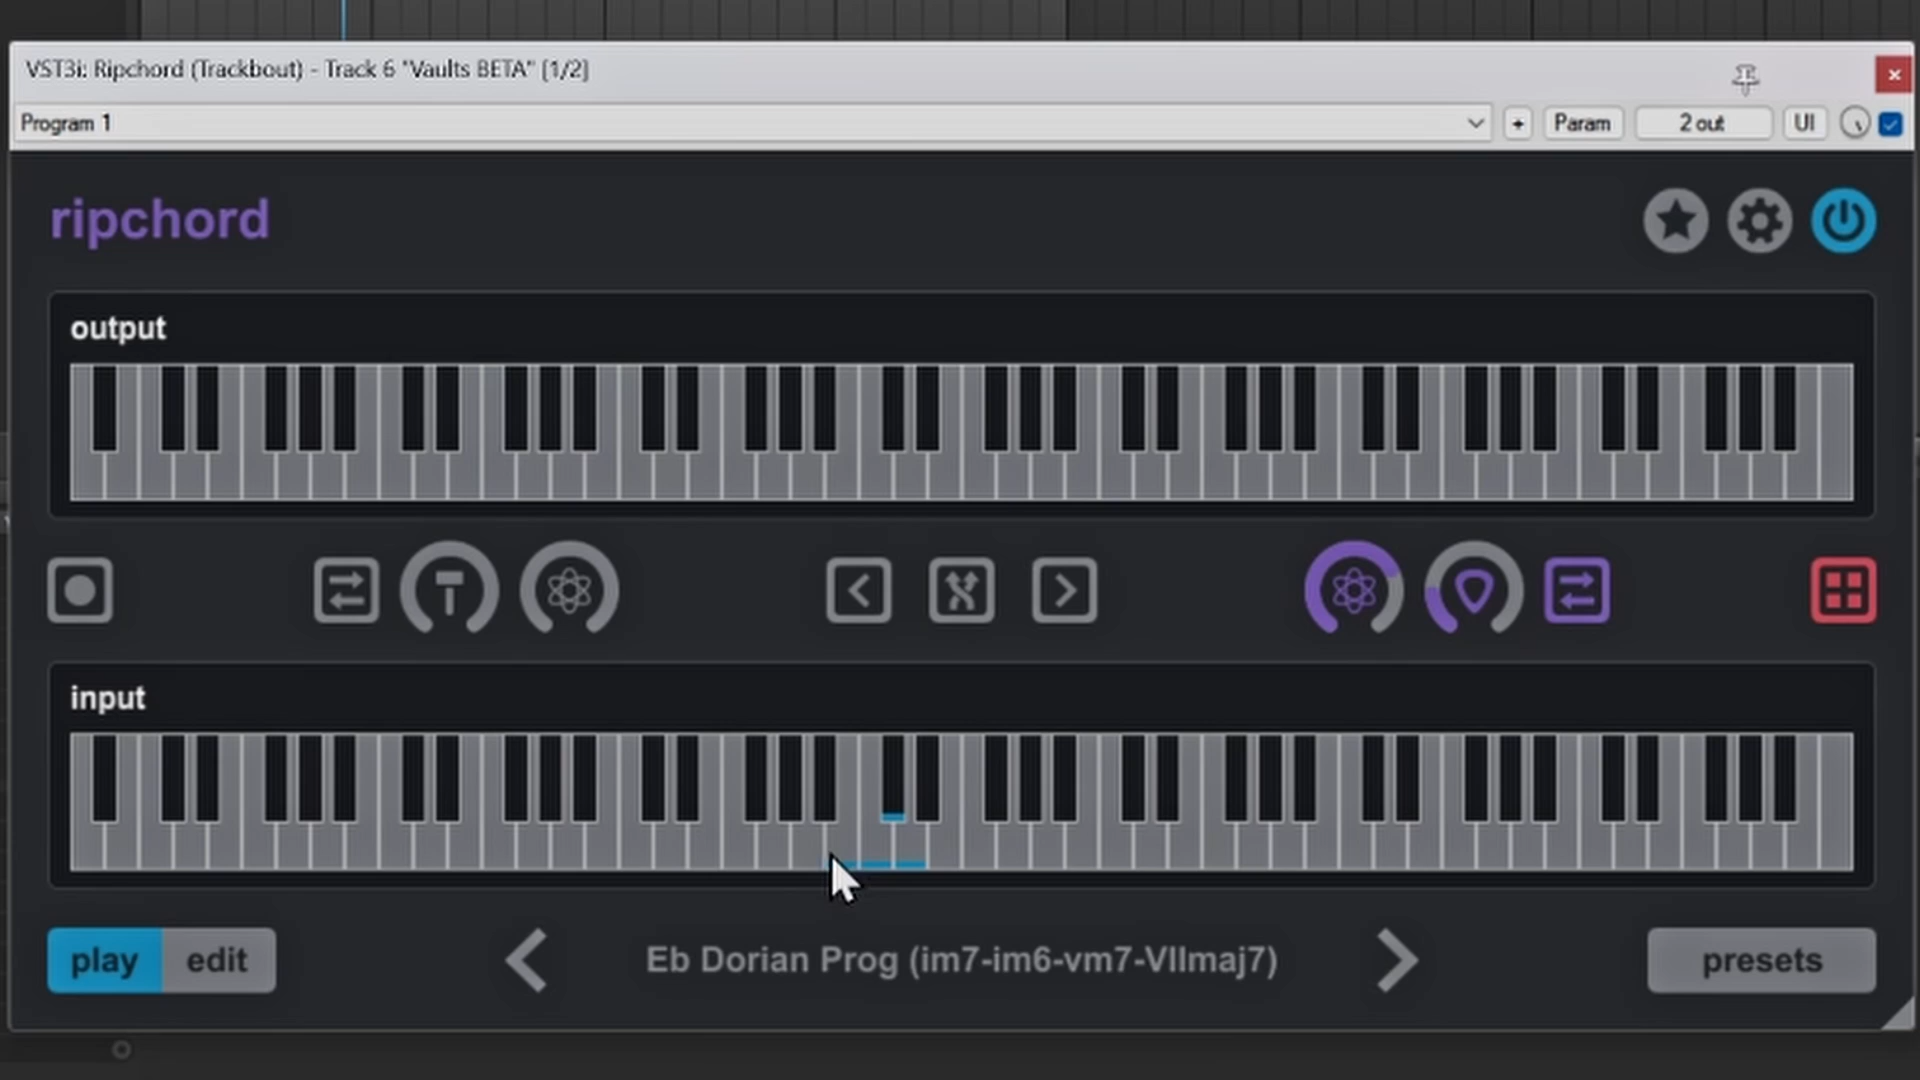 VST3i: Ripchord (Trackbout) - Track 6 "Vaults BETA" [1/2]
Program 1
+
Param
2 out
UI
ripchord
output
input
play
edit
Eb Dorian Prog (im7-im6-vm7-VIImaj7)
presets